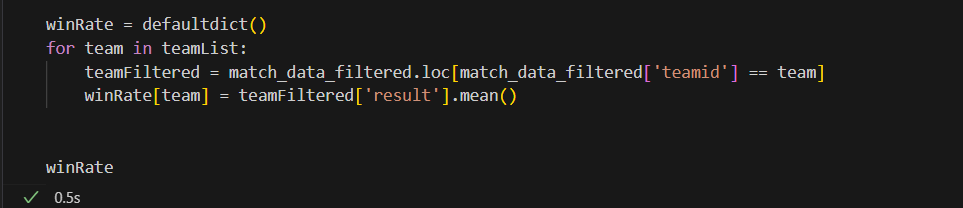 winRate = defaultdict()
for team in teamList:
    teamFiltered = match_data_filtered.loc[match_data_filtered['teamid'] == team]
    winRate[team] = teamFiltered['result'].mean()
winRate
0.5s